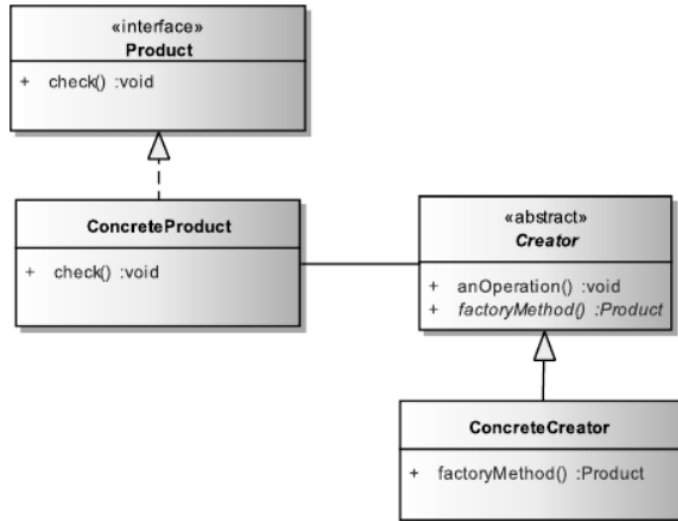 «interface»
Product
+ check() :void
ConcreteProduct
+ check() :void
«abstract»
Creator
+ anOperation() :void
+ factoryMethod() :Product
ConcreteCreator
+ factoryMethod() :Product